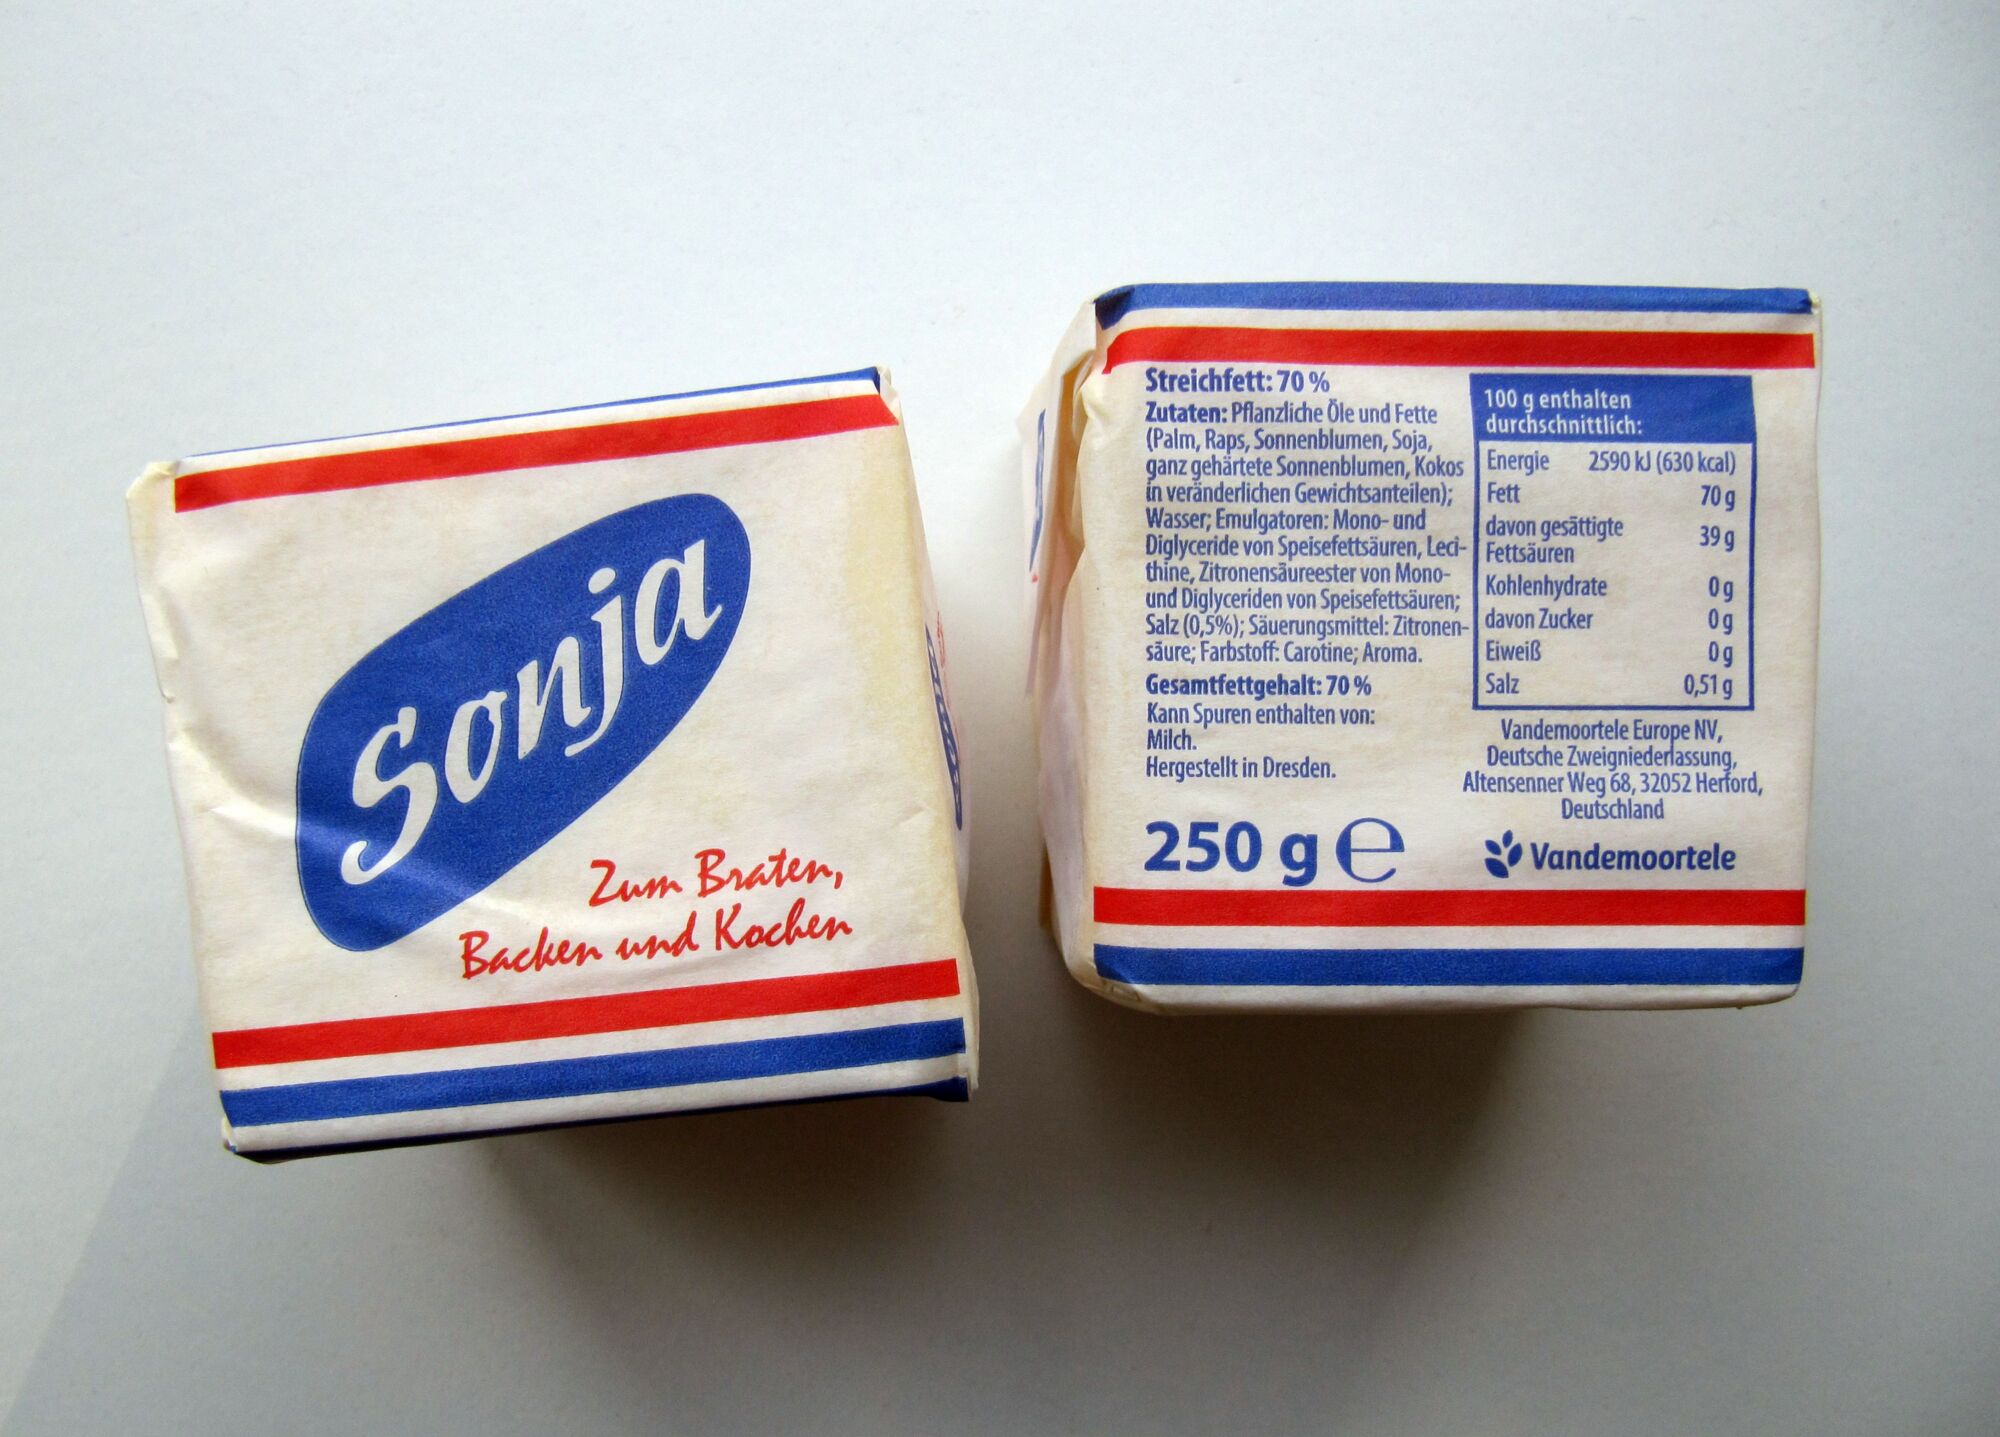 Sonja
Zum Braten,
Backen und Kochen
Streichfett: 70 %
Zutaten: Pflanzliche Öle und Fette
(Palm, Raps, Sonnenblumen, Soja,
ganz gehärtete Sonnenblumen, Kokos
in veränderlichen Gewichtsanteilen);
Wasser; Emulgatoren: Mono- und
Diglyceride von Speisefettsäuren, Leci-
thine, Zitronensäureester von Mono-
und Diglyceriden von Speisefettsäuren;
Salz (0,5%); Säuerungsmittel: Zitronen-
säure; Farbstoff: Carotine; Aroma.
Gesamtfettgehalt: 70 %
Kann Spuren enthalten von:
Milch.
Hergestellt in Dresden.
250 g ℮
100 g enthalten
durchschnittlich:
Energie 2590 kJ (630 kcal)
Fett 70 g
davon gesättigte
Fettsäuren 39 g
Kohlenhydrate 0 g
davon Zucker 0 g
Eiweiß 0 g
Salz 0,51 g
Vandemoortele Europe NV,
Deutsche Zweigniederlassung,
Altensenner Weg 68, 32052 Herford,
Deutschland
Vandemoortele